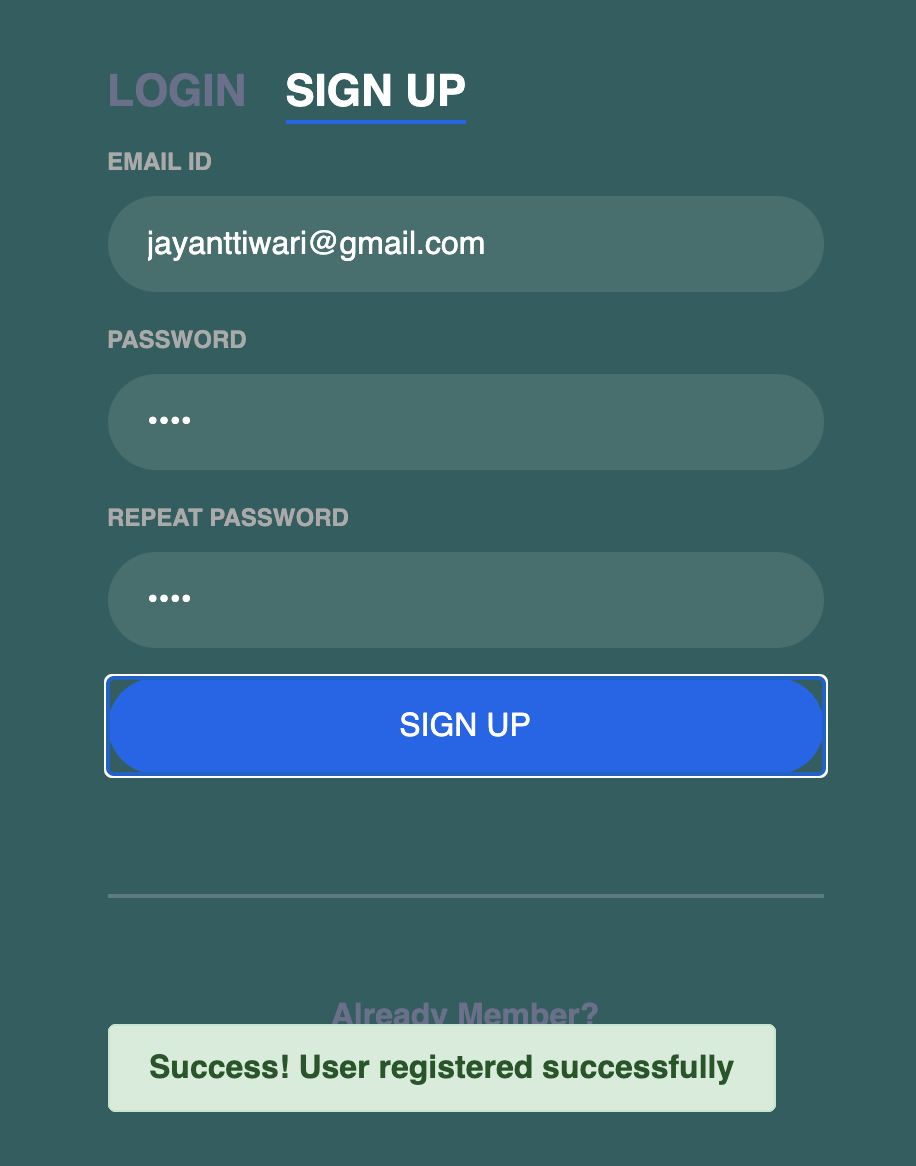 LOGIN SIGN UP
EMAIL ID
jayanttiwari@gmail.com
PASSWORD
••••
REPEAT PASSWORD
••••
SIGN UP
Already Member?
Success! User registered successfully